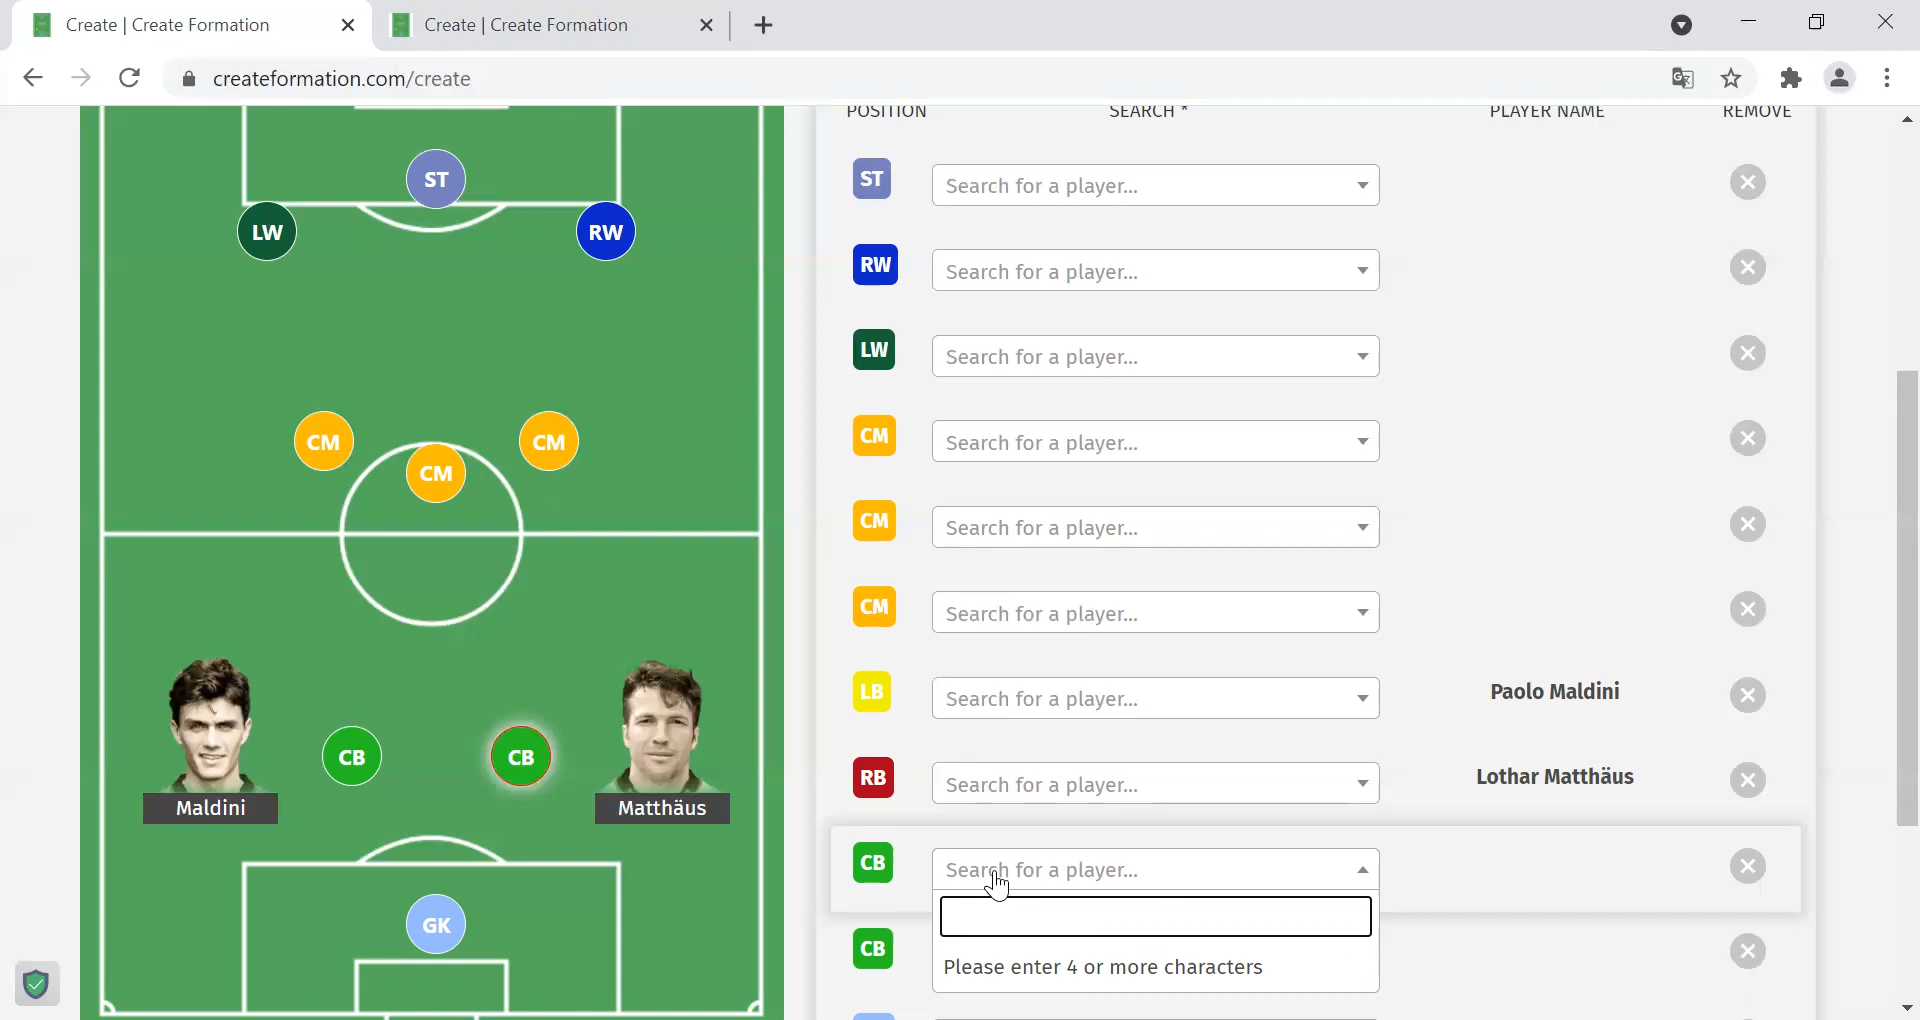 Create | Create Formation
Create | Create Formation
createformation.com/create
POSITION SEARCH * PLAYER NAME REMOVE
ST
LW
RW
CM
CM
CM
CB
CB
Maldini
Matthäus
GK
ST Search for a player...
RW Search for a player...
LW Search for a player...
CM Search for a player...
CM Search for a player...
CM Search for a player...
LB Search for a player... Paolo Maldini
RB Search for a player... Lothar Matthäus
CB Search for a player...
Please enter 4 or more characters
CB